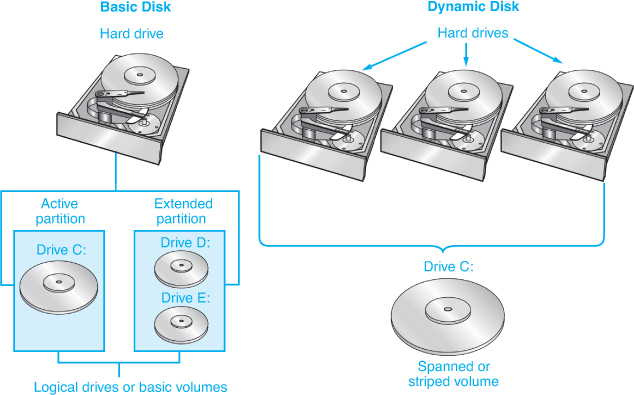 Basic Disk
Hard drive
Active
partition
Extended
partition
Drive C:
Drive D:
Drive E:
Logical drives or basic volumes
Dynamic Disk
Hard drives
Drive C:
Spanned or
striped volume